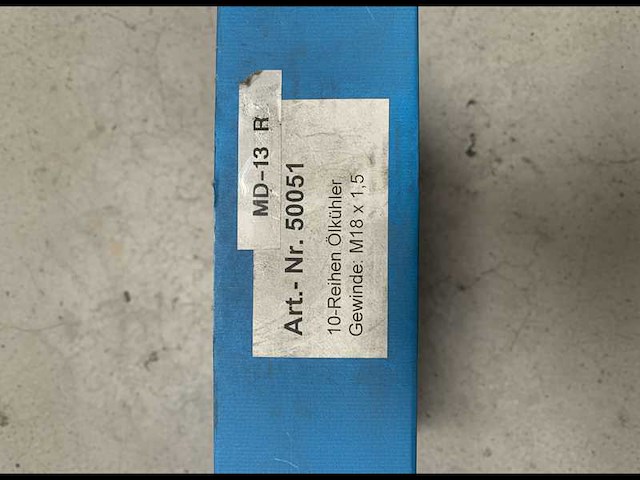 MD-13 R
Art.- Nr. 50051
10-Reihen Ölkühler
Gewinde: M18 x 1,5